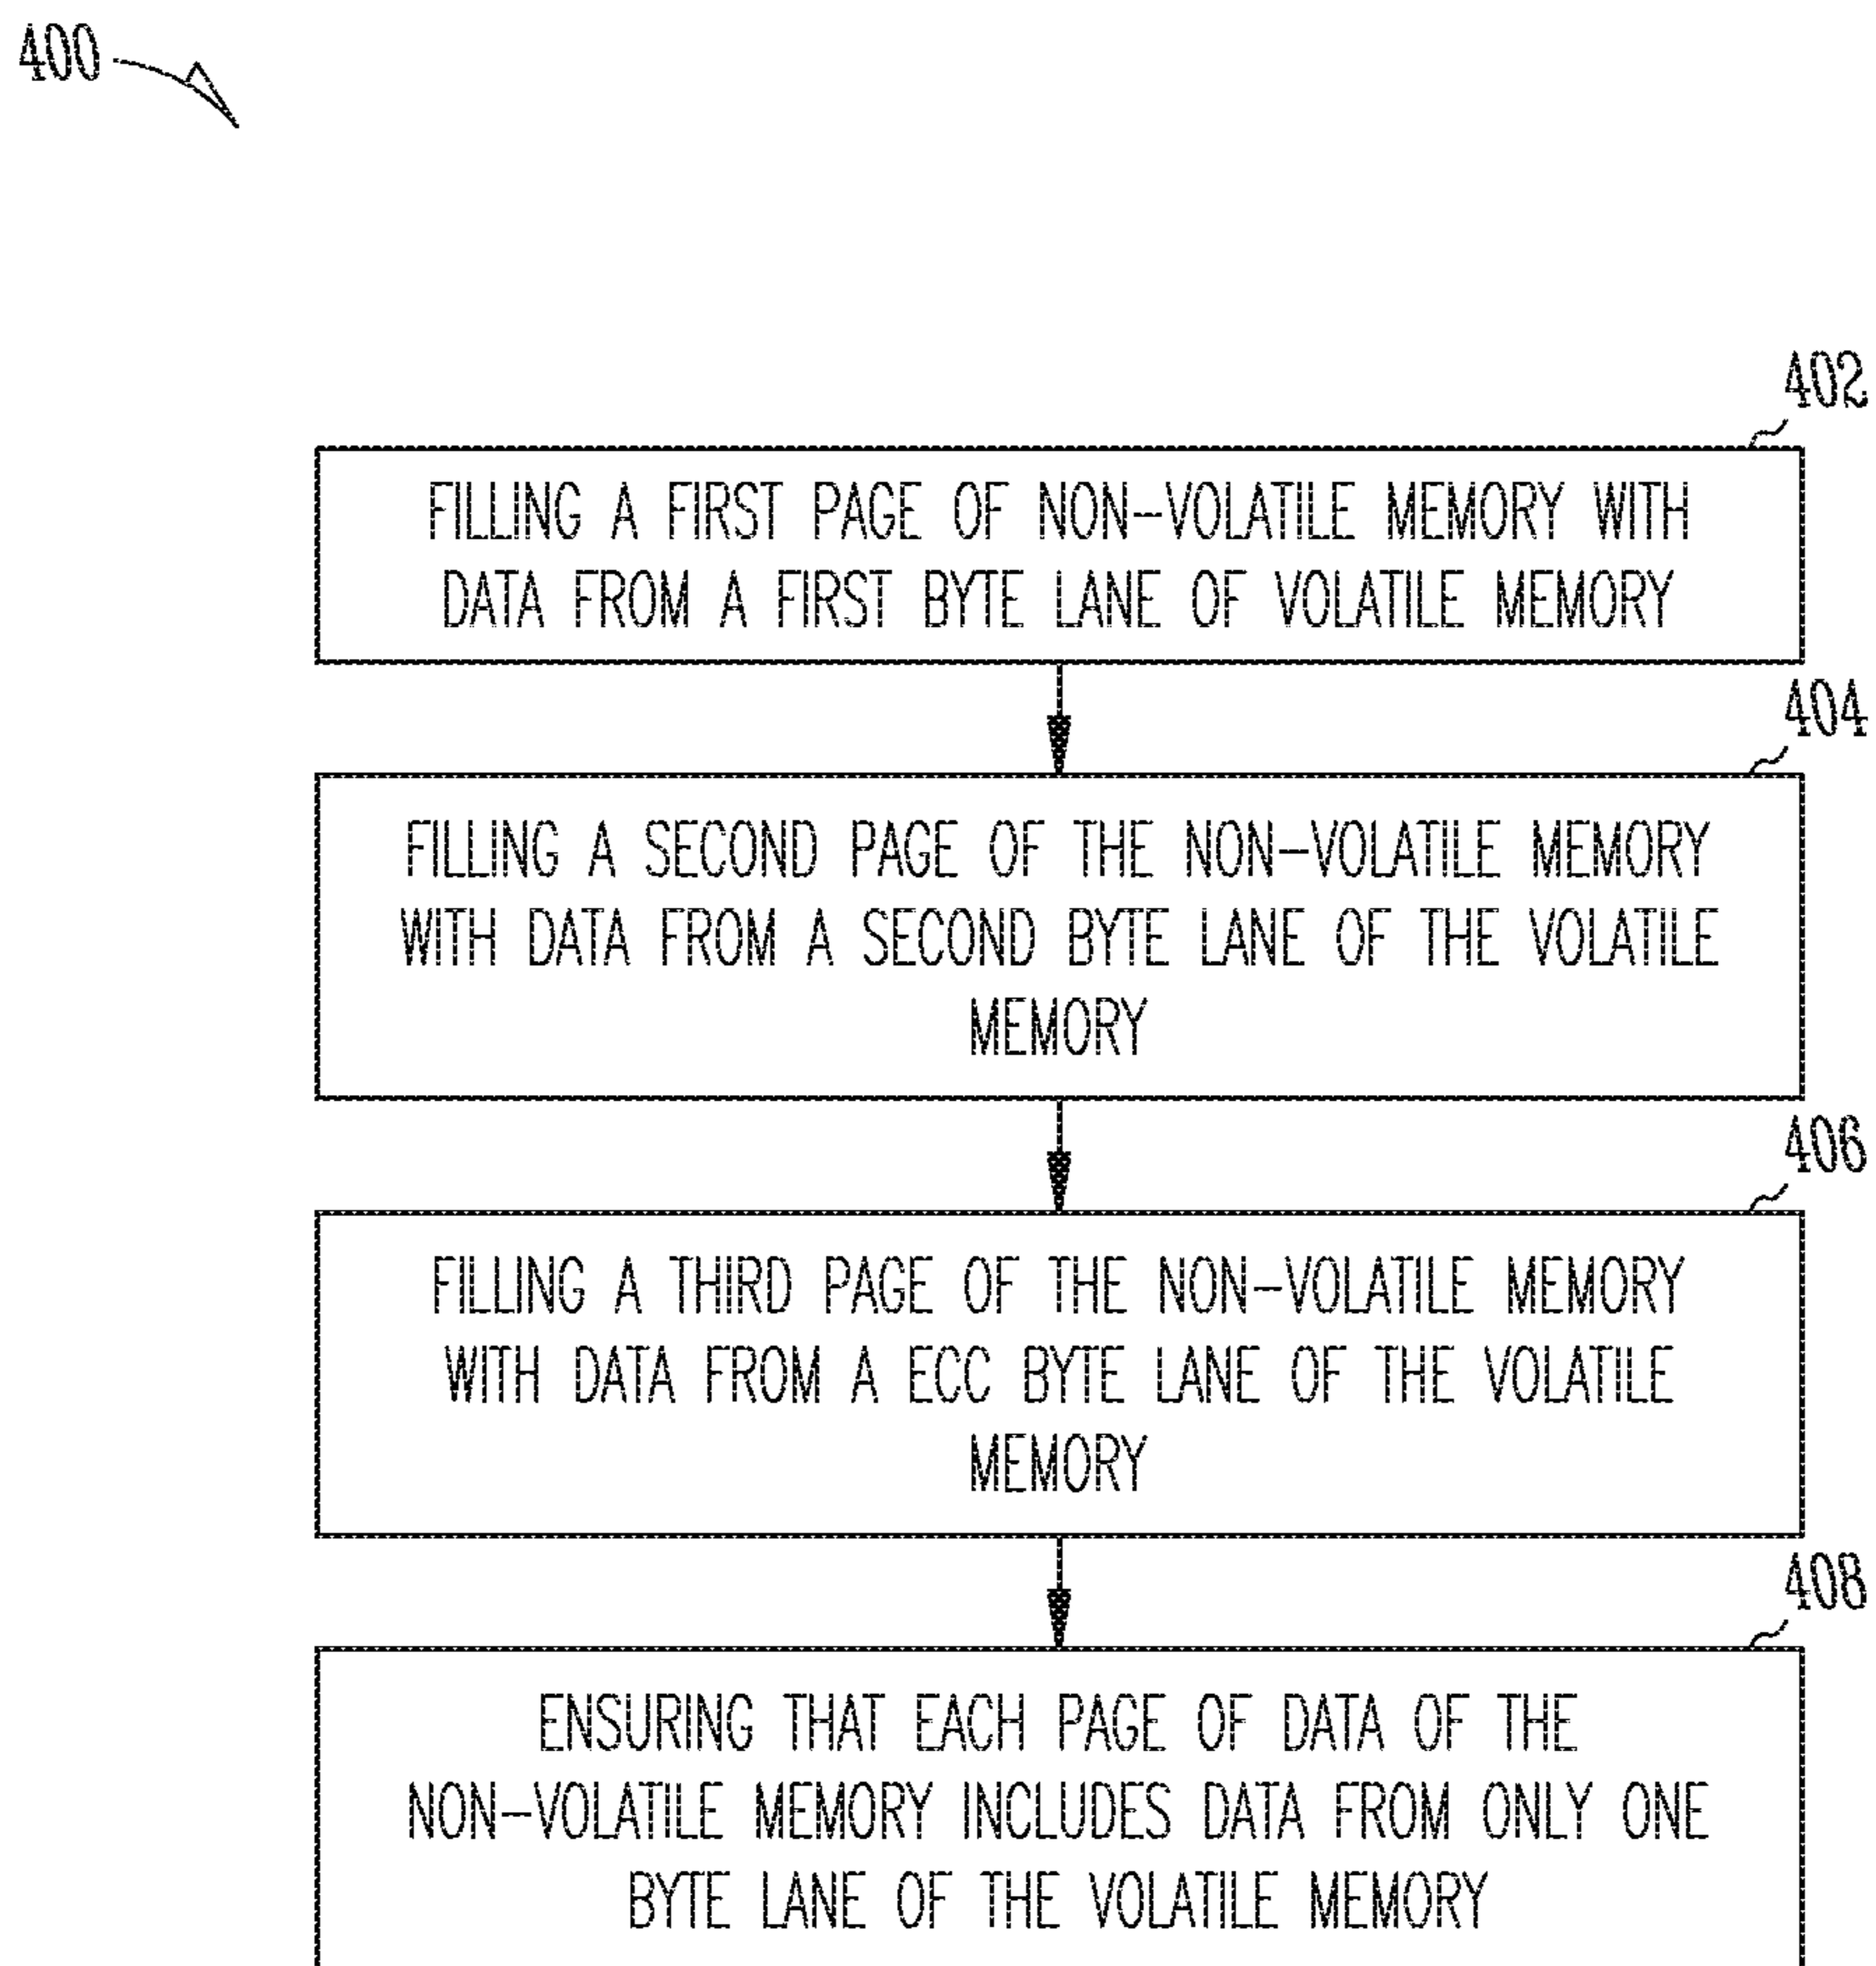 400
402
FILLING A FIRST PAGE OF NON-VOLATILE MEMORY WITH
DATA FROM A FIRST BYTE LANE OF VOLATILE MEMORY
404
FILLING A SECOND PAGE OF THE NON-VOLATILE MEMORY
WITH DATA FROM A SECOND BYTE LANE OF THE VOLATILE
MEMORY
406
FILLING A THIRD PAGE OF THE NON-VOLATILE MEMORY
WITH DATA FROM A ECC BYTE LANE OF THE VOLATILE
MEMORY
408
ENSURING THAT EACH PAGE OF DATA OF THE
NON-VOLATILE MEMORY INCLUDES DATA FROM ONLY ONE
BYTE LANE OF THE VOLATILE MEMORY